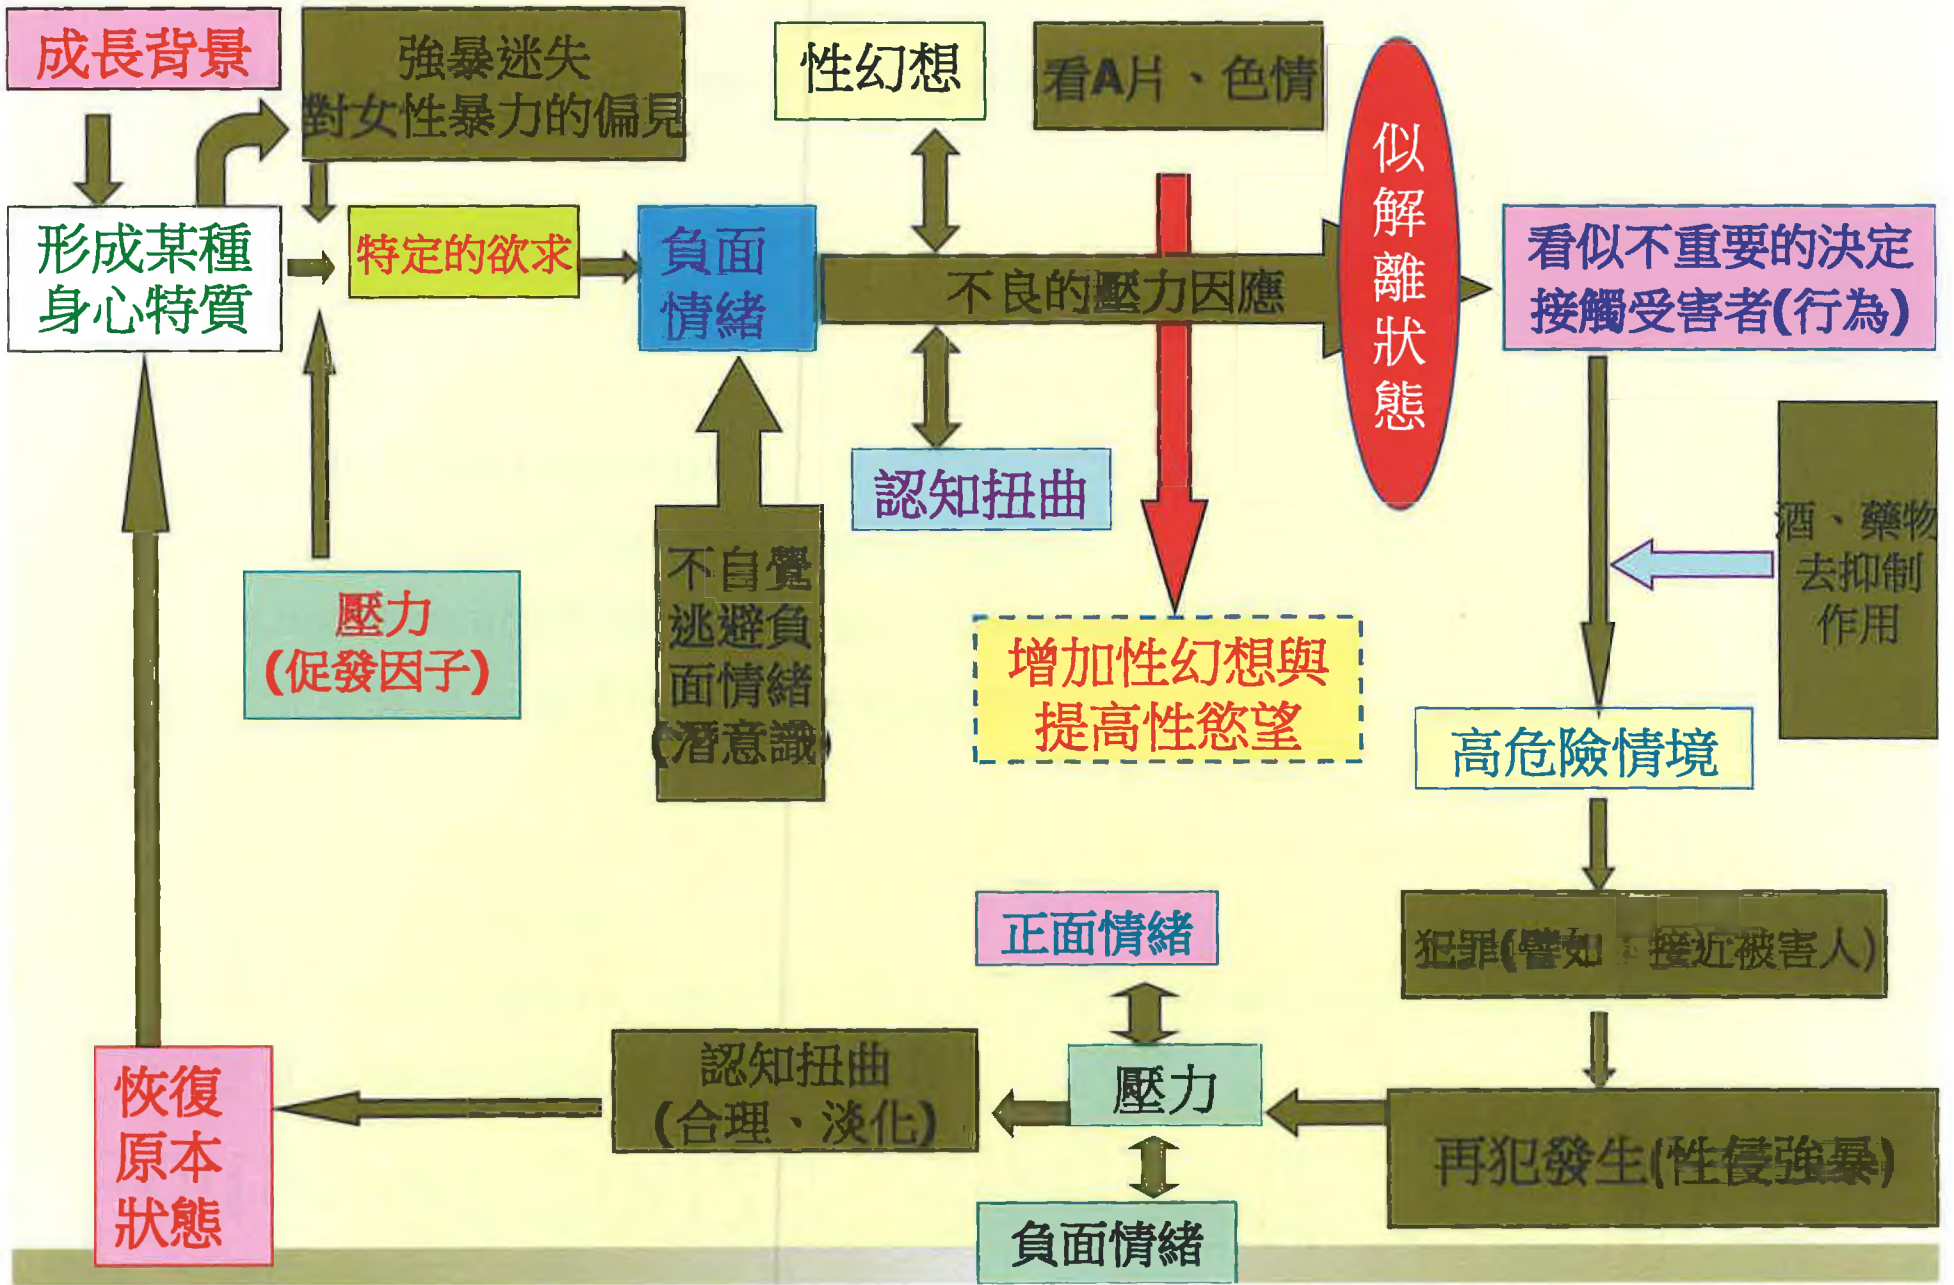 成長背景
強暴迷失
對女性暴力的偏見
性幻想
看A片、色情
似
解
離
狀
態
形成某種
身心特質
特定的欲求
負面
情緒
不良的壓力因應
看似不重要的決定
接觸受害者(行為)
認知扭曲
酒、藥物
去抑制
作用
壓力
(促發因子)
不自覺
逃避負
面情緒
(潛意識)
增加性幻想與
提高性慾望
高危險情境
犯罪(譬如 接近被害人)
正面情緒
恢復
原本
狀態
認知扭曲
(合理、淡化)
壓力
再犯發生(性侵強暴)
負面情緒